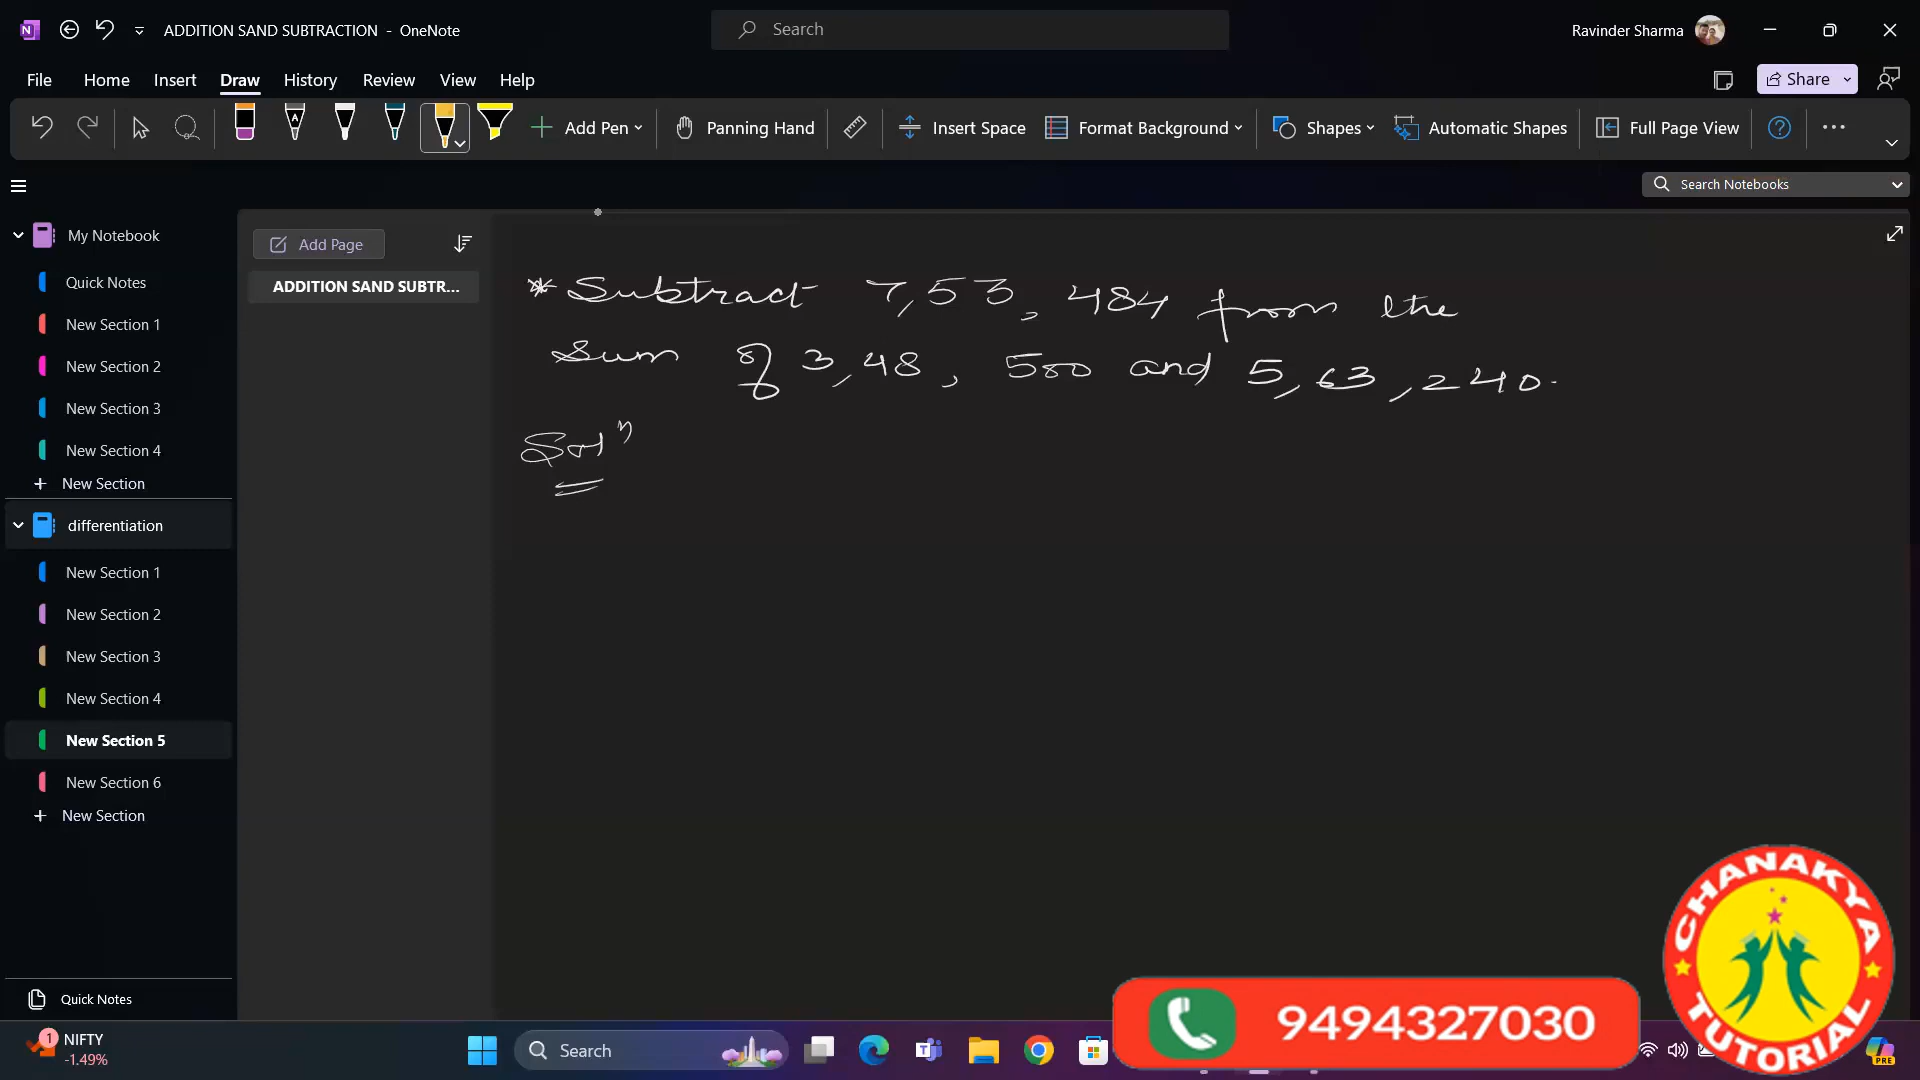 ADDITION SAND SUBTRACTION - OneNote
Search
Ravinder Sharma
File Home Insert Draw History Review View Help
Share
Add Pen
Panning Hand
Insert Space
Format Background
Shapes
Automatic Shapes
Full Page View
Search Notebooks
My Notebook
Quick Notes
New Section 1
New Section 2
New Section 3
New Section 4
+ New Section
differentiation
New Section 1
New Section 2
New Section 3
New Section 4
New Section 5
New Section 6
+ New Section
Quick Notes
Add Page
ADDITION SAND SUBTR...
* Subtract 7,53,484 from the
Sum of 3,48,500 and 5,63,240.
Sol n
CHANAKYA
TUTORIAL
9494327030
1
NIFTY
-1.49%
Search
PRE